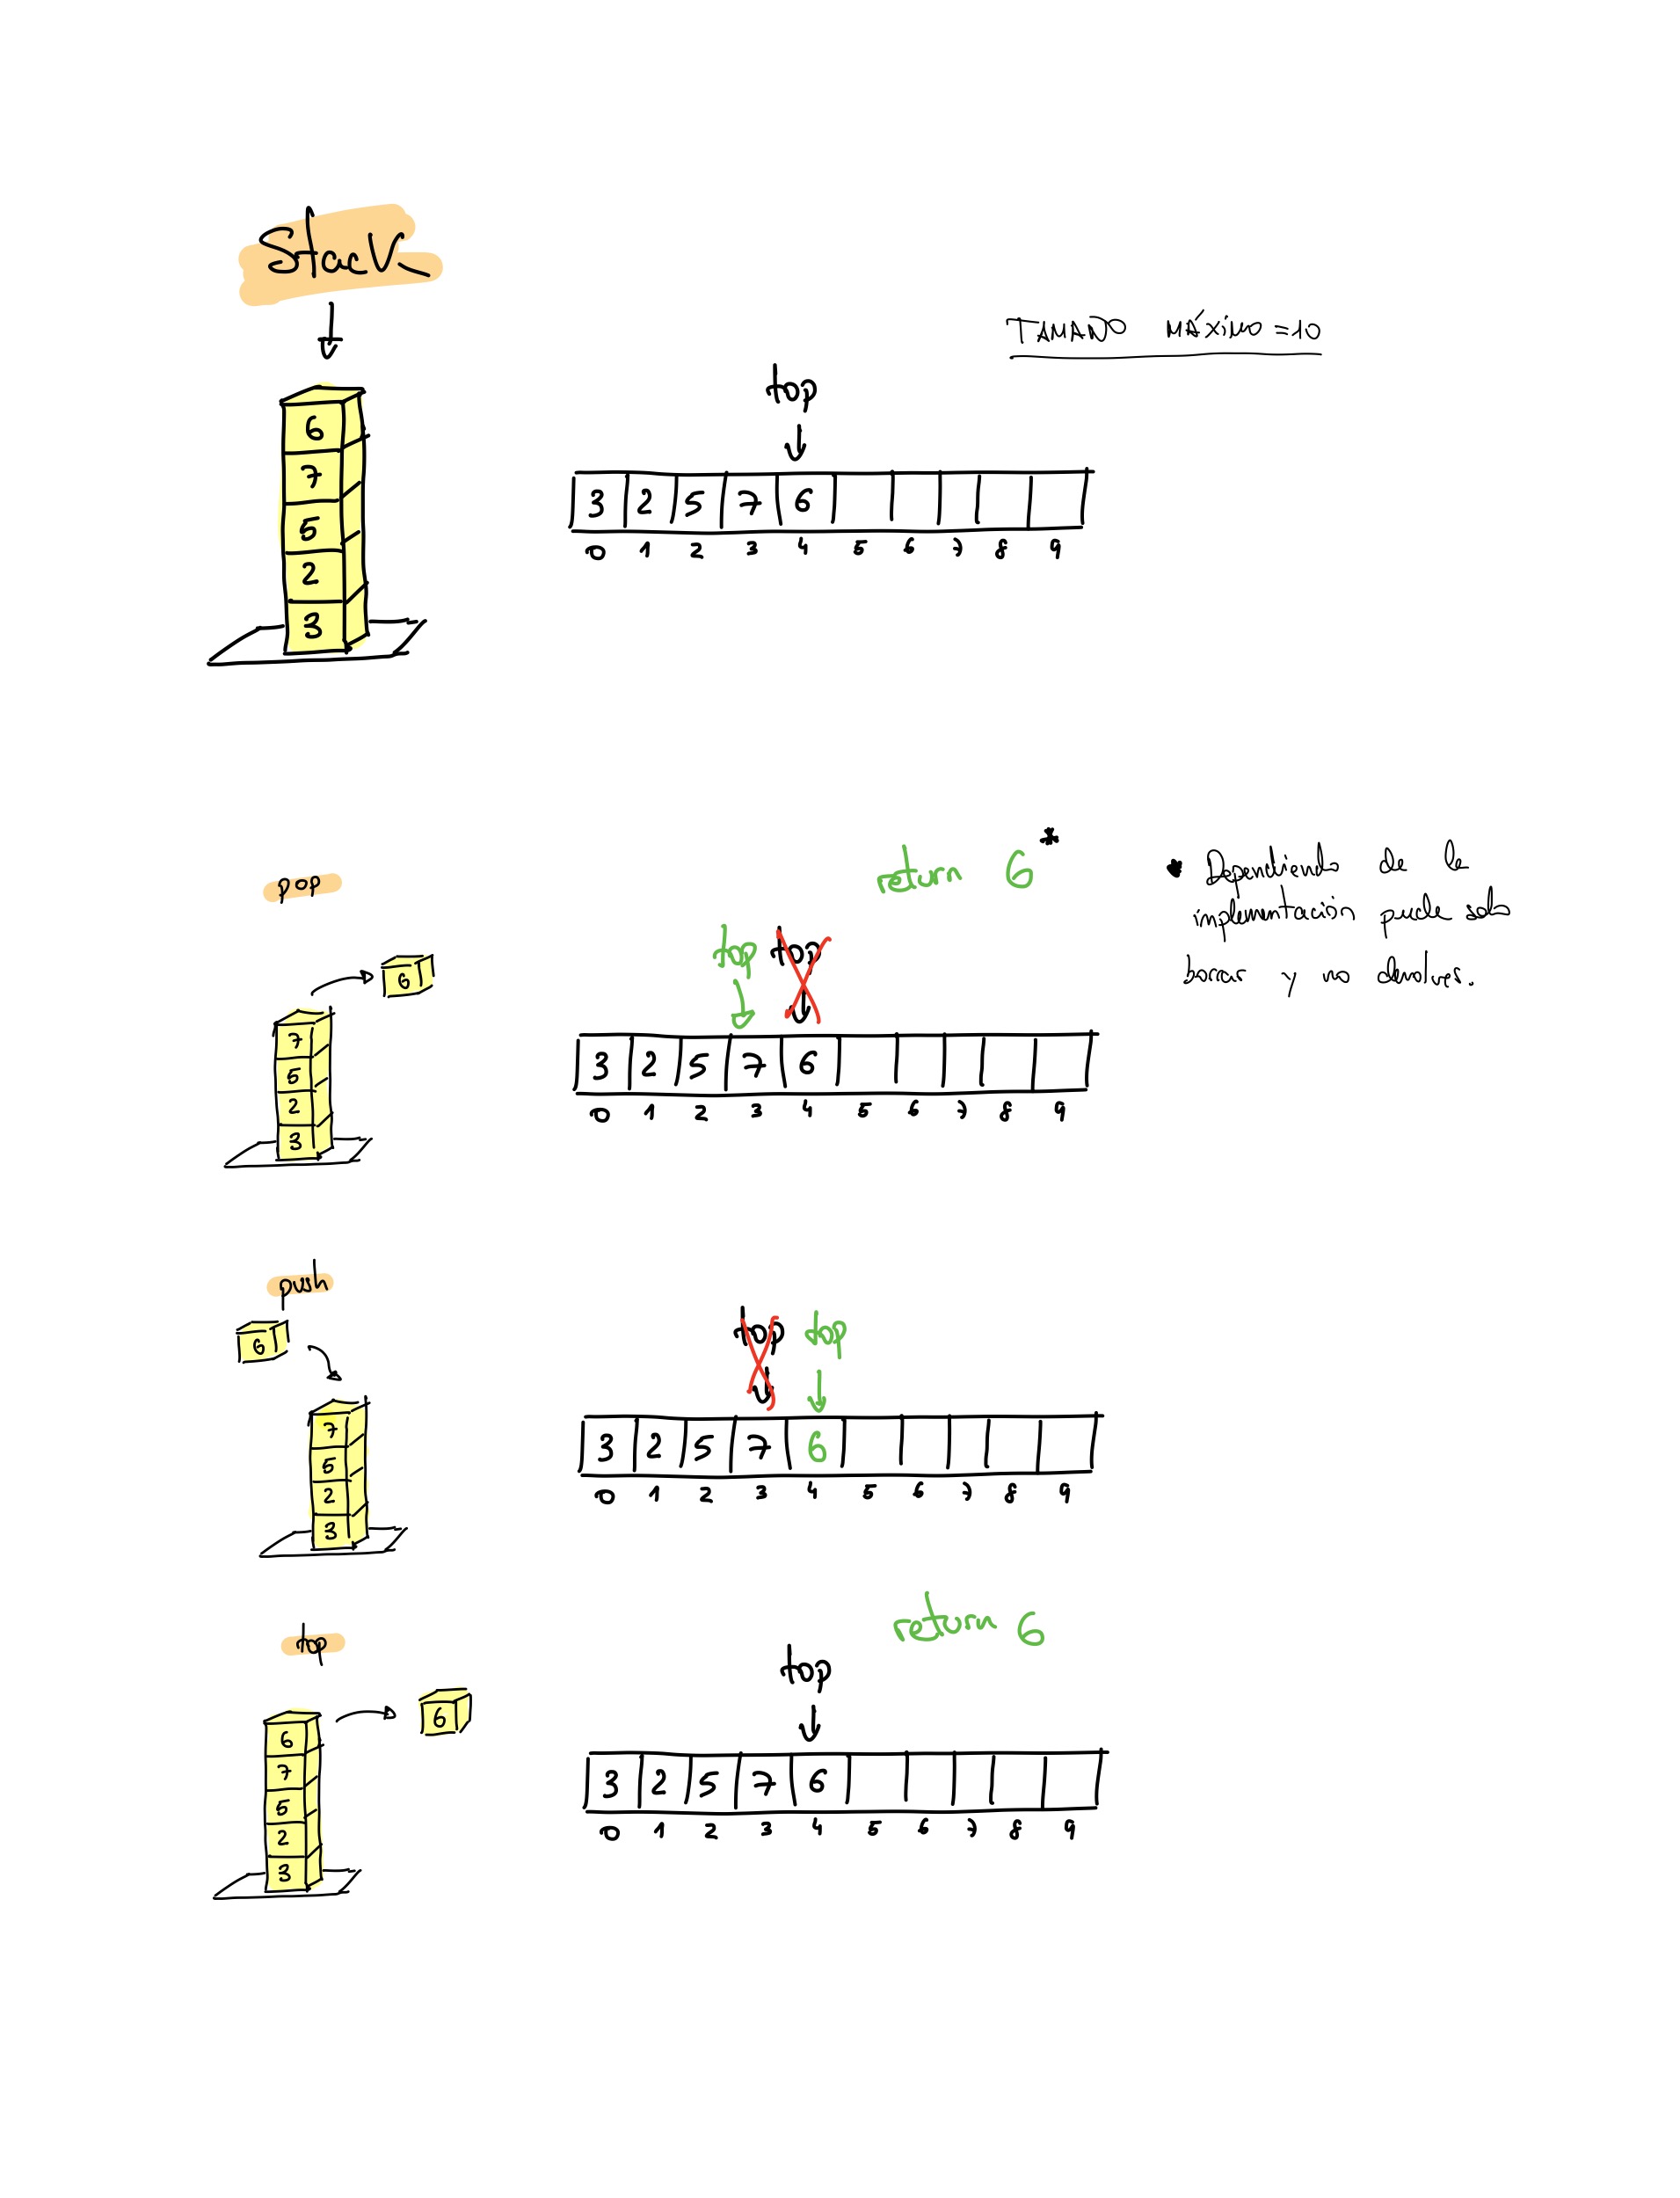 Stack
TAMAÑO MÁXIMO = 10
top
6
7
5
2
3
3 2 5 7 6
0 1 2 3 4 5 6 7 8 9
return 6 *
* Dependiendo de la
implementación puede solo
borrar y no devolver.
pop
top top
6
7
5
2
3
3 2 5 7 6
0 1 2 3 4 5 6 7 8 9
push
6
top top
7
5
2
3
3 2 5 7 6
0 1 2 3 4 5 6 7 8 9
return 6
top
top
6
6
7
5
2
3
3 2 5 7 6
0 1 2 3 4 5 6 7 8 9